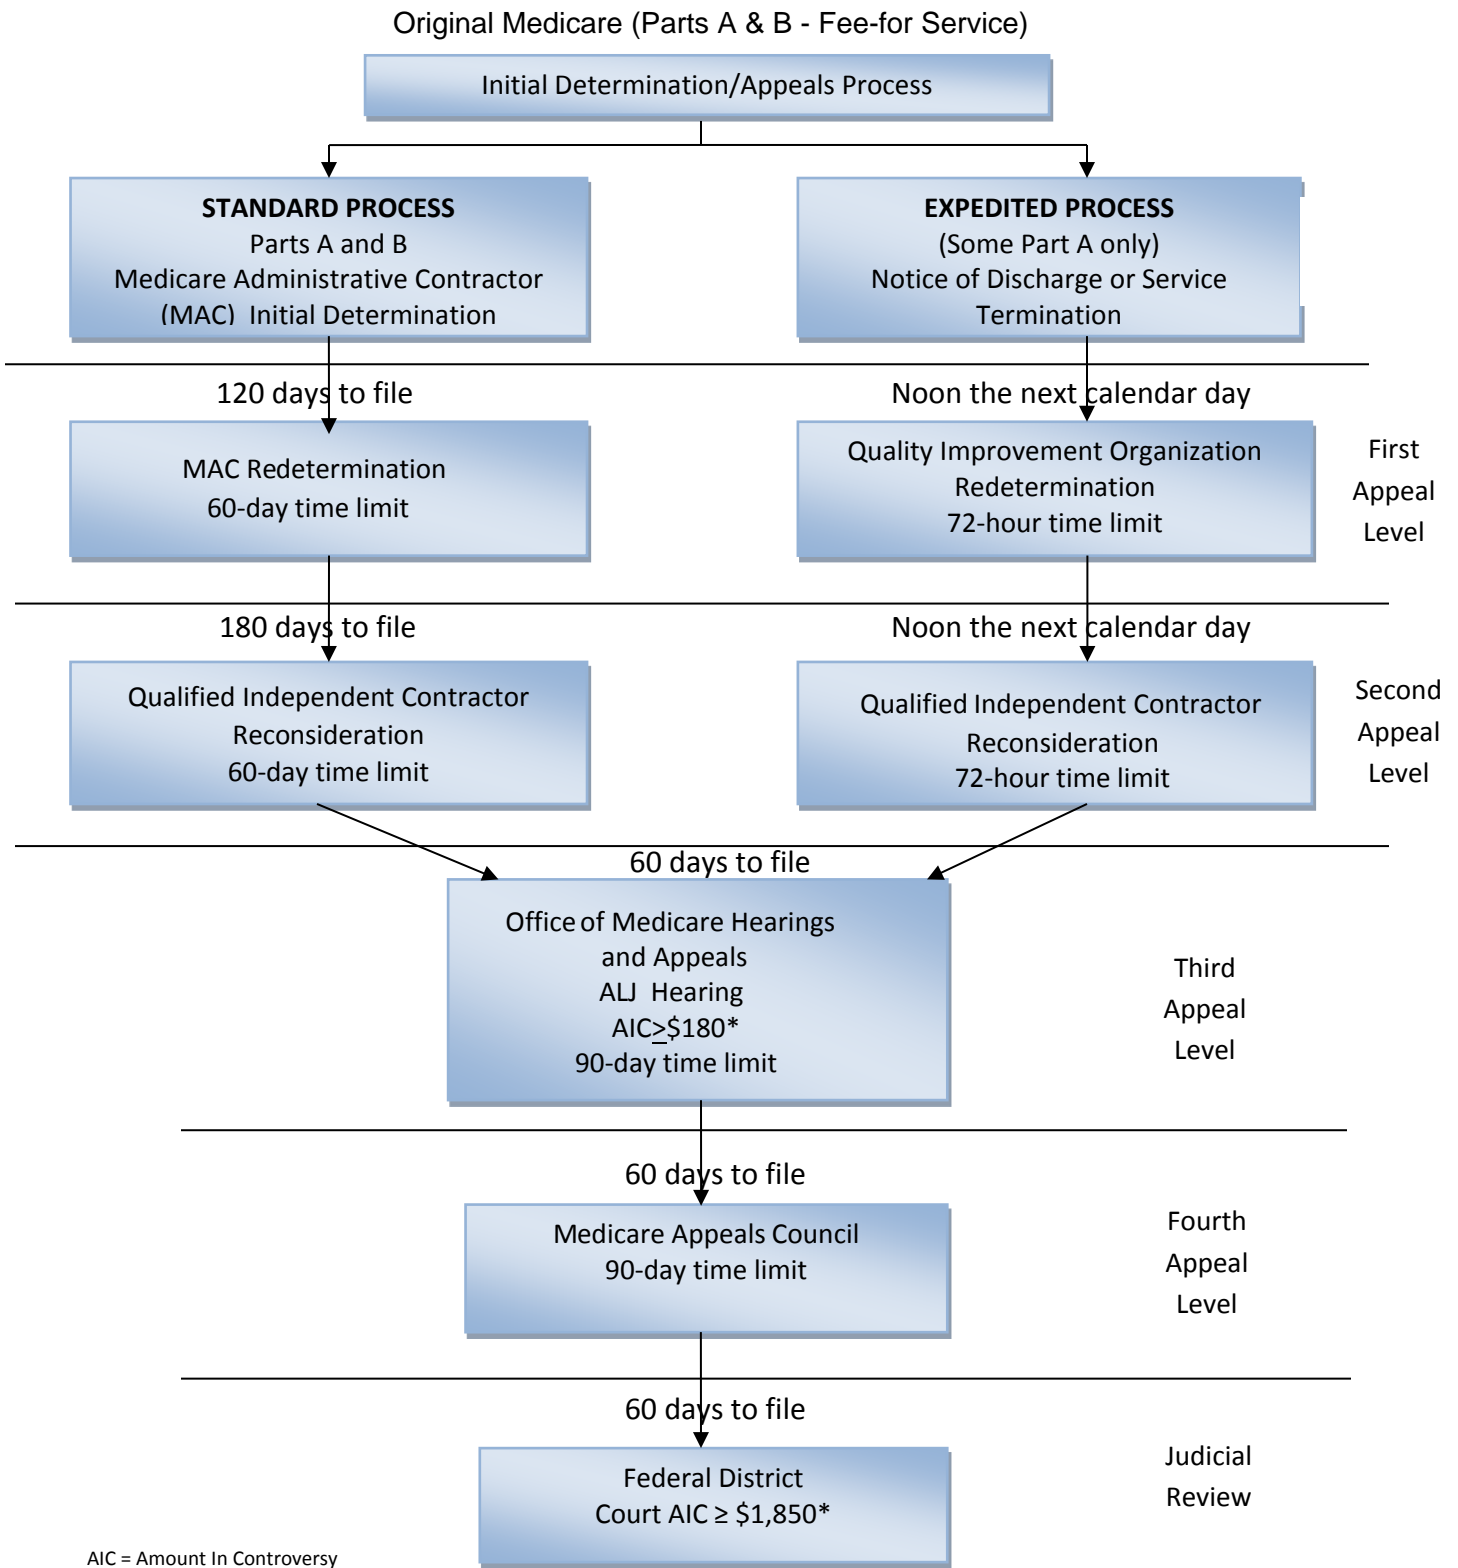 Original Medicare (Parts A & B - Fee-for Service)
Initial Determination/Appeals Process
STANDARD PROCESS
Parts A and B
Medicare Administrative Contractor
(MAC) Initial Determination
EXPEDITED PROCESS
(Some Part A only)
Notice of Discharge or Service
Termination
120 days to file
Noon the next calendar day
MAC Redetermination
60-day time limit
Quality Improvement Organization
Redetermination
72-hour time limit
First
Appeal
Level
180 days to file
Noon the next calendar day
Qualified Independent Contractor
Reconsideration
60-day time limit
Qualified Independent Contractor
Reconsideration
72-hour time limit
Second
Appeal
Level
60 days to file
Office of Medicare Hearings
and Appeals
ALJ Hearing
AIC≥$180*
90-day time limit
Third
Appeal
Level
60 days to file
Medicare Appeals Council
90-day time limit
Fourth
Appeal
Level
60 days to file
Federal District
Court AIC ≥ $1,850*
Judicial
Review
AIC = Amount In Controversy